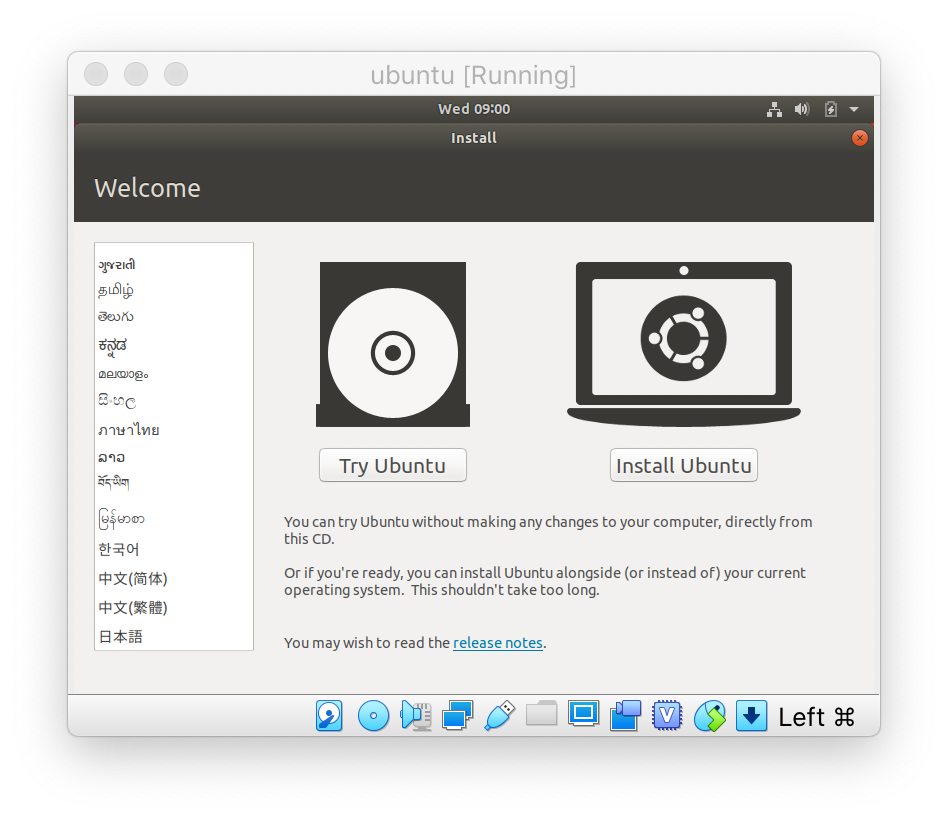 ubuntu [Running]
Wed 09:00
Install
Welcome
ગુજરાતી
தமிழ்
తెలుగు
ಕನ್ನಡ
മലയാളം
සිංහල
ภาษาไทย
ລາວ
བོད་ཡིག
မြန်မာစာ
한국어
中文(简体)
中文(繁體)
日本語
Try Ubuntu
Install Ubuntu
You can try Ubuntu without making any changes to your computer, directly from
this CD.
Or if you're ready, you can install Ubuntu alongside (or instead of) your current
operating system.  This shouldn't take too long.
You may wish to read the release notes.
Left ⌘